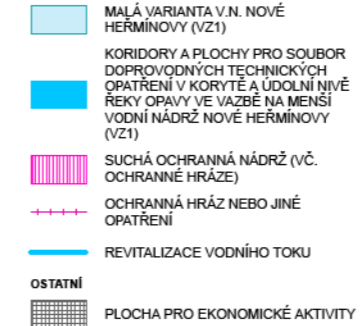 MALÁ VARIANTA V.N. NOVÉ
HEŘMÍNOVY (VZ1)
KORIDORY A PLOCHY PRO SOUBOR
DOPROVODNÝCH TECHNICKÝCH
OPATŘENÍ V KORYTĚ A ÚDOLNÍ NIVĚ
ŘEKY OPAVY VE VAZBĚ NA MENŠÍ
VODNÍ NÁDRŽ NOVÉ HEŘMÍNOVY
(VZ1)
SUCHÁ OCHRANNÁ NÁDRŽ (VČ.
OCHRANNÉ HRÁZE)
OCHRANNÁ HRÁZ NEBO JINÉ
OPATŘENÍ
REVITALIZACE VODNÍHO TOKU
OSTATNÍ
PLOCHA PRO EKONOMICKÉ AKTIVITY